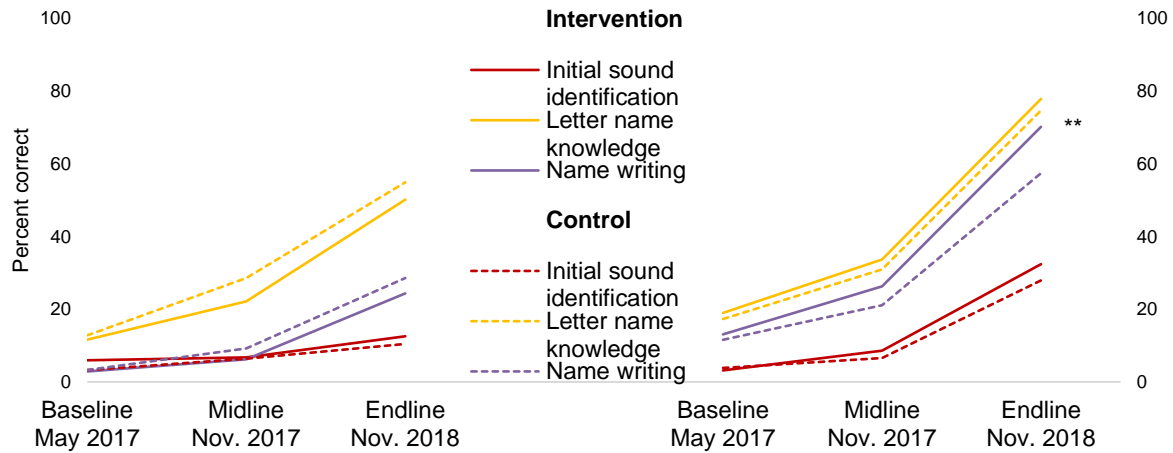 100
80
60
40
20
0
Percent correct
Baseline
May 2017
Midline
Nov. 2017
Endline
Nov. 2018
Intervention
Initial sound
identification
Letter name
knowledge
Name writing
Control
Initial sound
identification
Letter name
knowledge
Name writing
**
100
80
60
40
20
0
Baseline
May 2017
Midline
Nov. 2017
Endline
Nov. 2018